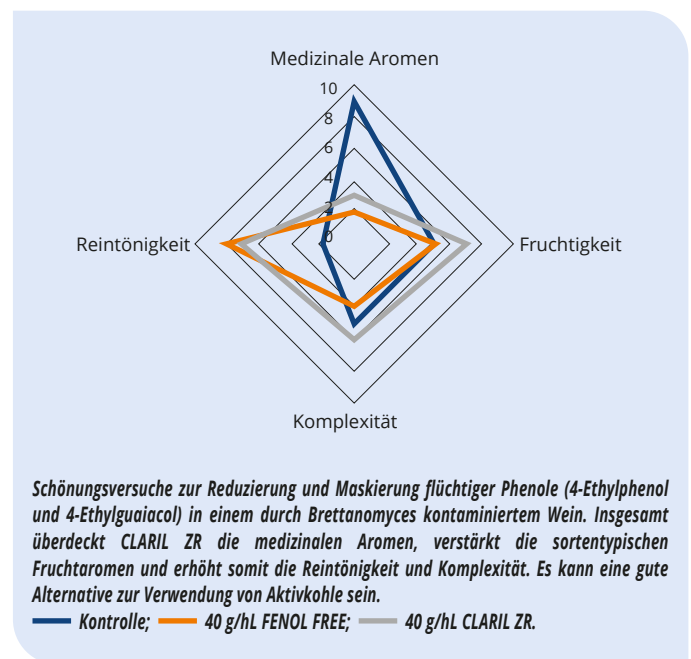 Medizinale Aromen
10
8
6
4
2
0
Reintönigkeit
Fruchtigkeit
Komplexität
Schönungsversuche zur Reduzierung und Maskierung flüchtiger Phenole (4-Ethylphenol
und 4-Ethylguaiacol) in einem durch Brettanomyces kontaminiertem Wein. Insgesamt
überdeckt CLARIL ZR die medizinalen Aromen, verstärkt die sortentypischen
Fruchtaromen und erhöht somit die Reintönigkeit und Komplexität. Es kann eine gute
Alternative zur Verwendung von Aktivkohle sein.
Kontrolle; 40 g/hL FENOL FREE; 40 g/hL CLARIL ZR.